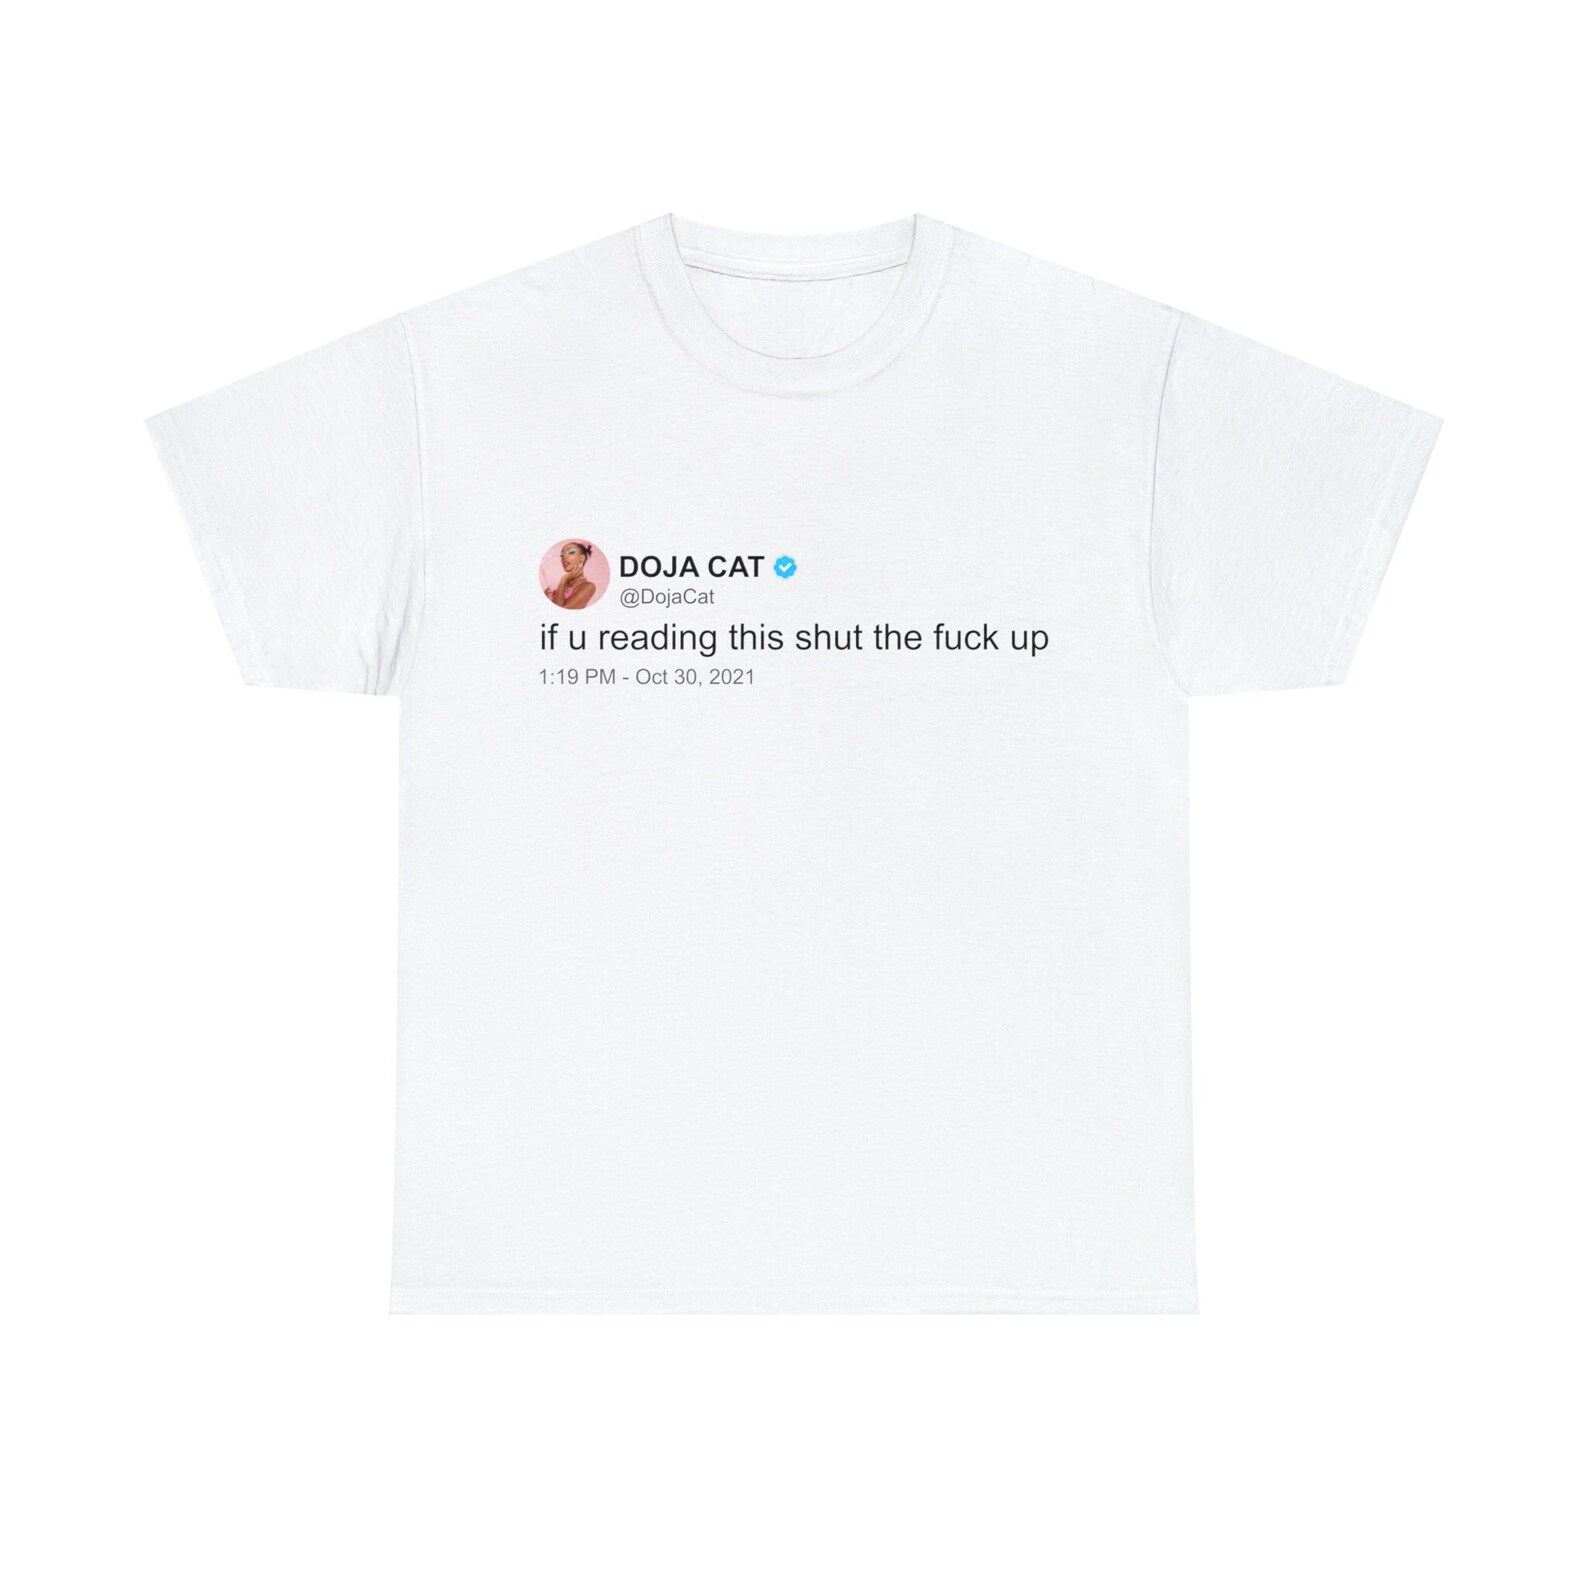 DOJA CAT
@DojaCat
if u reading this shut the fuck up
1:19 PM - Oct 30, 2021